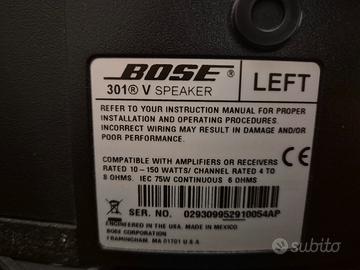 BOSE®
301® V SPEAKER
LEFT
REFER TO YOUR INSTRUCTION MANUAL FOR PROPER
INSTALLATION AND OPERATING PROCEDURES.
INCORRECT WIRING MAY RESULT IN DAMAGE AND/OR
POOR PERFORMANCE.
COMPATIBLE WITH AMPLIFIERS OR RECEIVERS
RATED 10 - 150 WATTS/ CHANNEL RATED 4 TO
8 OHMS. IEC 75W CONTINUOUS 6 OHMS
CE
SER. NO. 029309952910054AP
ENGINEERED IN THE USA. MADE IN MEXICO
BOSE CORPORATION
FRAMINGHAM, MA 01701 U S A
subito